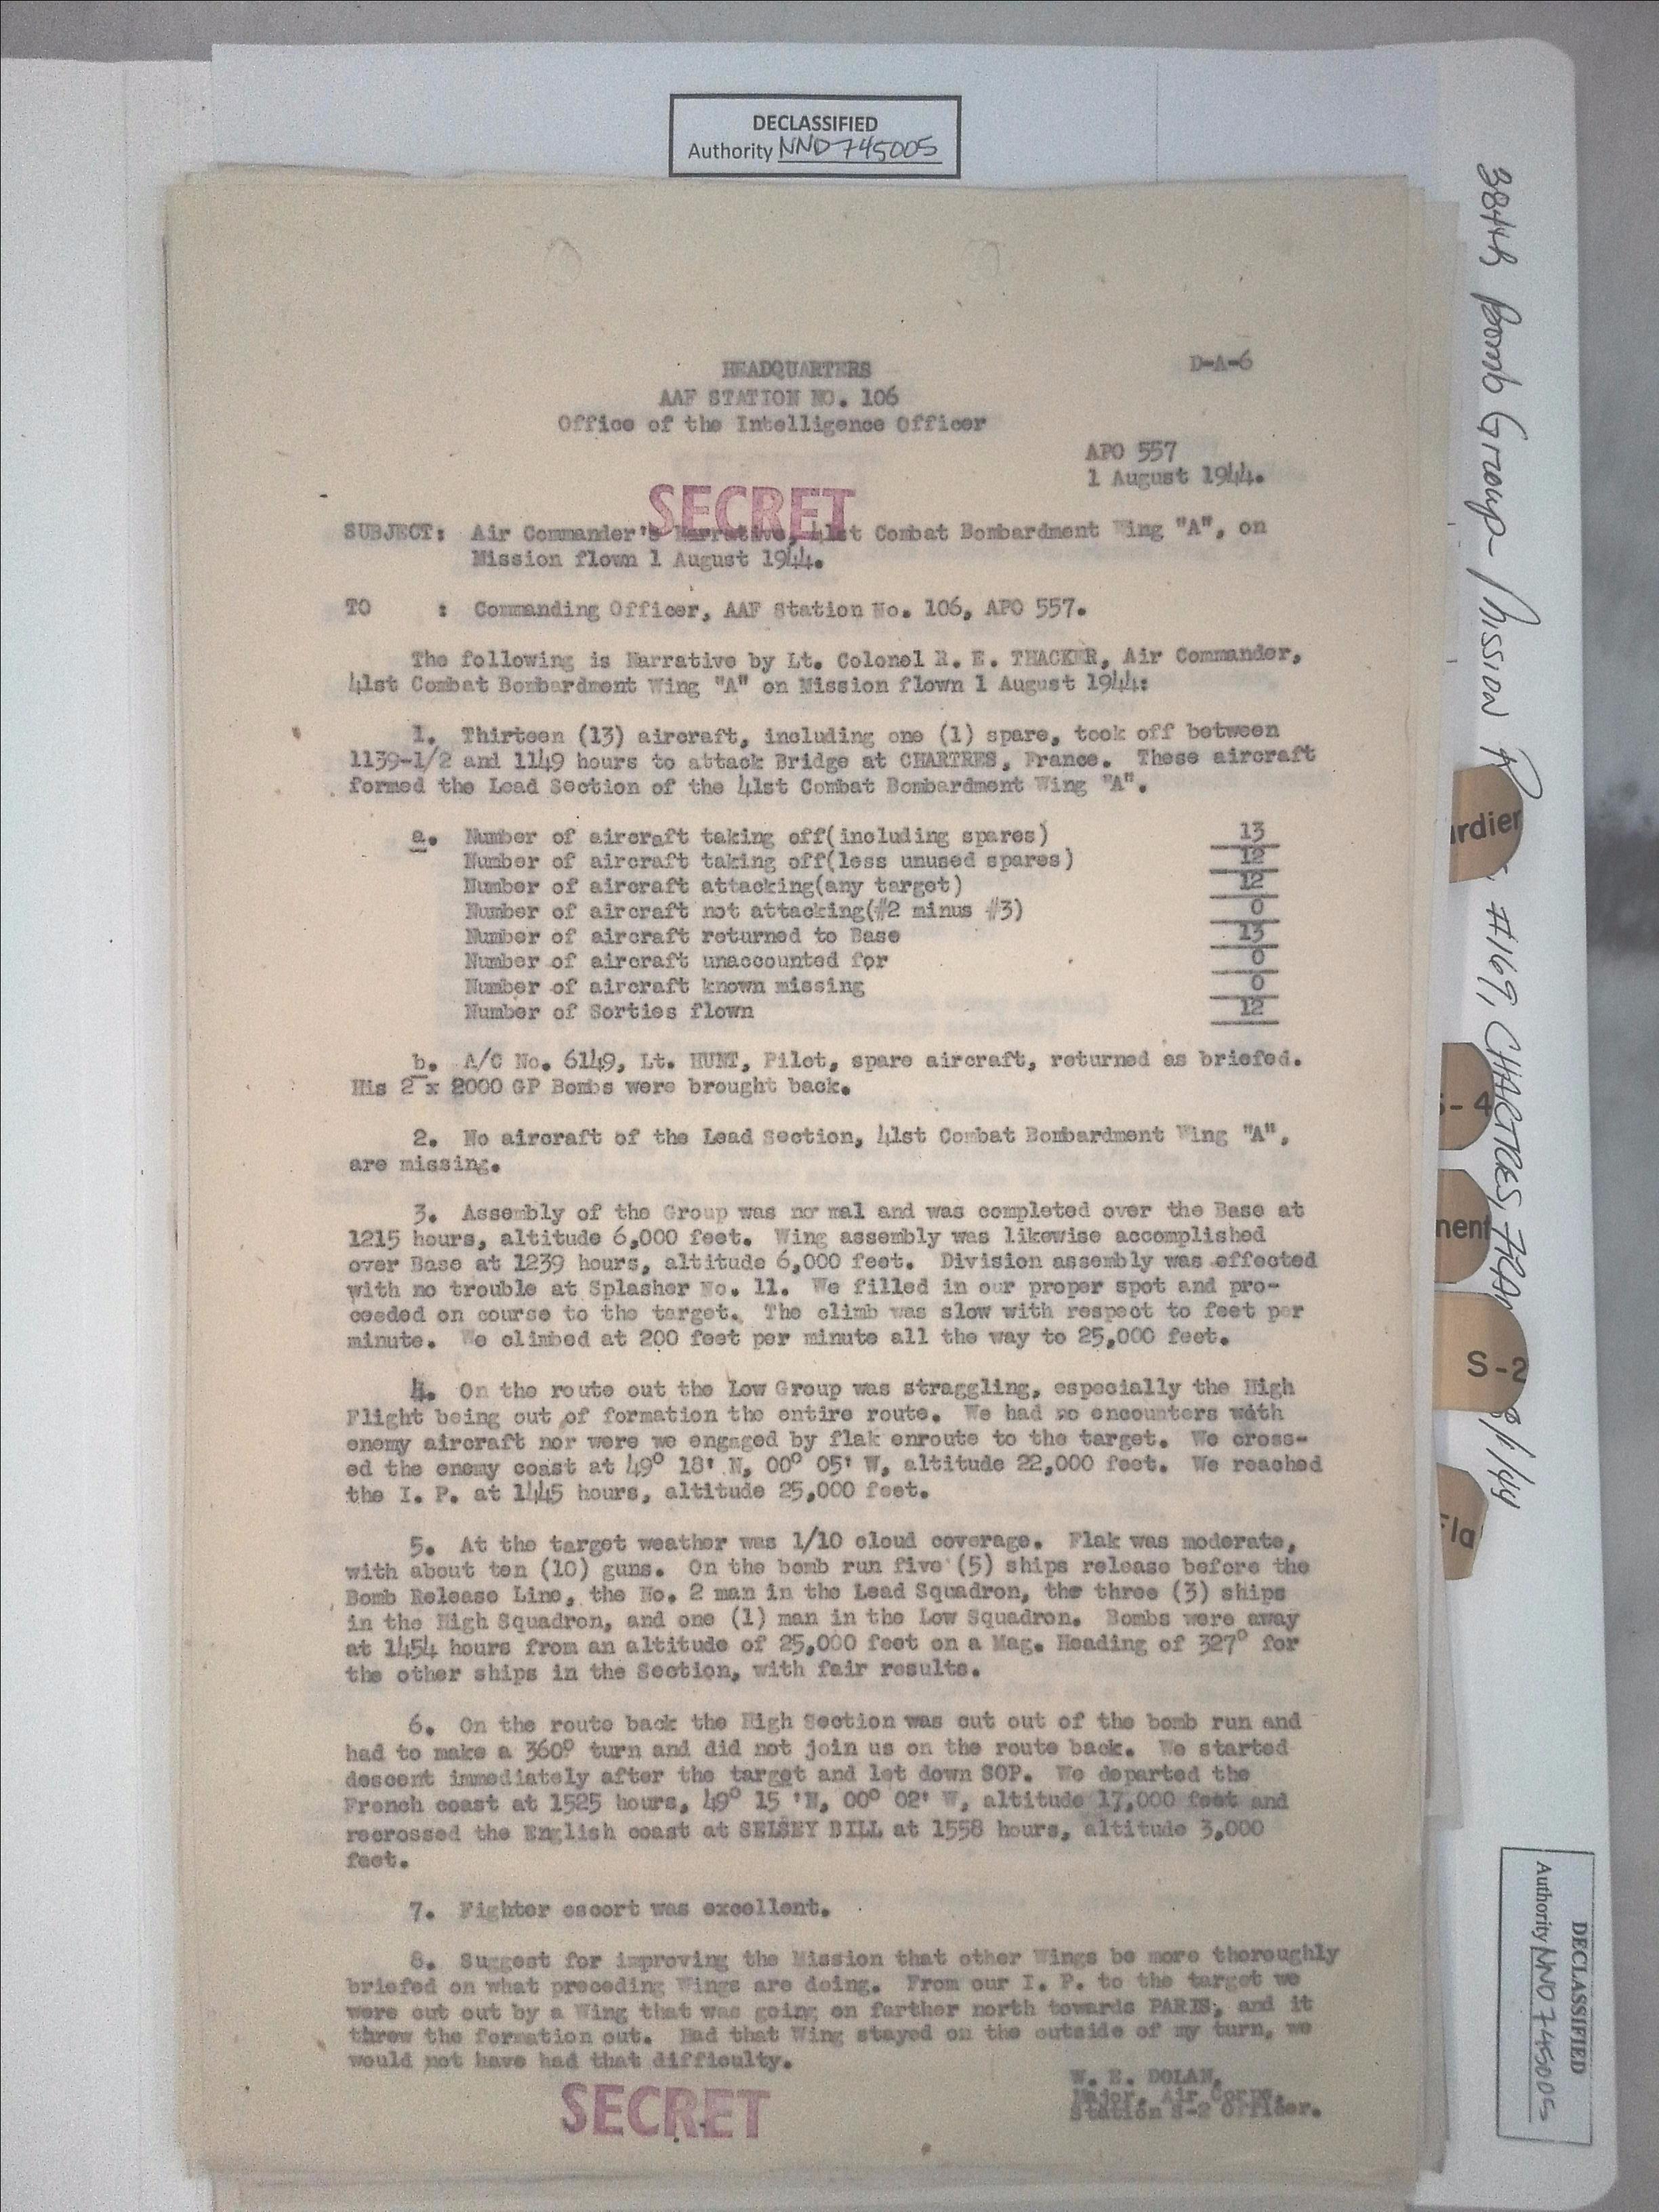 DECLASSIFIED
Authority NND 745005
D-A-6
HEADQUARTERS
AAF STATION NO. 106
Office of the Intelligence Officer
APO 557
1 August 1944.
SECRET
SUBJECT: Air Commander's Narrative, 41st Combat Bombardment Wing "A", on
Mission flown 1 August 1944.
TO : Commanding Officer, AAF Station No. 106, APO 557.
The following is Narrative by Lt. Colonel R. E. THACKER, Air Commander,
41st Combat Bombardment Wing "A" on Mission flown 1 August 1944:
1. Thirteen (13) aircraft, including one (1) spare, took off between
1139-1/2 and 1149 hours to attack Bridge at CHARTRES, France. These aircraft
formed the Lead Section of the 41st Combat Bombardment Wing "A".
a. Number of aircraft taking off(including spares) 13
Number of aircraft taking off(less unused spares) 12
Number of aircraft attacking(any target) 12
Number of aircraft not attacking(#2 minus #3) 0
Number of aircraft returned to Base 13
Number of aircraft unaccounted for 0
Number of aircraft known missing 0
Number of Sorties flown 12
b. A/C No. 6149, Lt. HUNT, Pilot, spare aircraft, returned as briefed.
His 2 x 2000 GP Bombs were brought back.
2. No aircraft of the Lead Section, 41st Combat Bombardment Wing "A",
are missing.
3. Assembly of the Group was no mal and was completed over the Base at
1215 hours, altitude 6,000 feet. Wing assembly was likewise accomplished
over Base at 1239 hours, altitude 6,000 feet. Division assembly was effected
with no trouble at Splasher No. 11. We filled in our proper spot and pro-
ceeded on course to the target. The climb was slow with respect to feet per
minute. We climbed at 200 feet per minute all the way to 25,000 feet.
4. On the route out the Low Group was straggling, especially the High
Flight being out of formation the entire route. We had no encounters with
enemy aircraft nor were we engaged by flak enroute to the target. We cross-
ed the enemy coast at 49° 18' N, 00° 05' W, altitude 22,000 feet. We reached
the I. P. at 1445 hours, altitude 25,000 feet.
5. At the target weather was 1/10 cloud coverage. Flak was moderate,
with about ten (10) guns. On the bomb run five (5) ships release before the
Bomb Release Line, the No. 2 man in the Lead Squadron, the three (3) ships
in the High Squadron, and one (1) man in the Low Squadron. Bombs were away
at 1454 hours from an altitude of 25,000 feet on a Mag. Heading of 327° for
the other ships in the Section, with fair results.
6. On the route back the High Section was cut out of the bomb run and
had to make a 360° turn and did not join us on the route back. We started
descent immediately after the target and let down SOP. We departed the
French coast at 1525 hours, 49° 15 'N, 00° 02' W, altitude 17,000 feet and
recrossed the English coast at SELSEY BILL at 1558 hours, altitude 3,000
feet.
7. Fighter escort was excellent.
8. Suggest for improving the Mission that other Wings be more thoroughly
briefed on what preceding Wings are doing. From our I. P. to the target we
were cut out by a Wing that was going on farther north towards PARIS, and it
threw the formation out. Had that Wing stayed on the outside of my turn, we
would not have had that difficulty.
W. E. DOLAN,
Major, Air Corps,
Station S-2 Officer.
SECRET
384th Bomb Group- Mission
#169, CHARTRES,
rdier
- 4
nent
S-2
Fla
DECLASSIFIED
Authority NND 745005